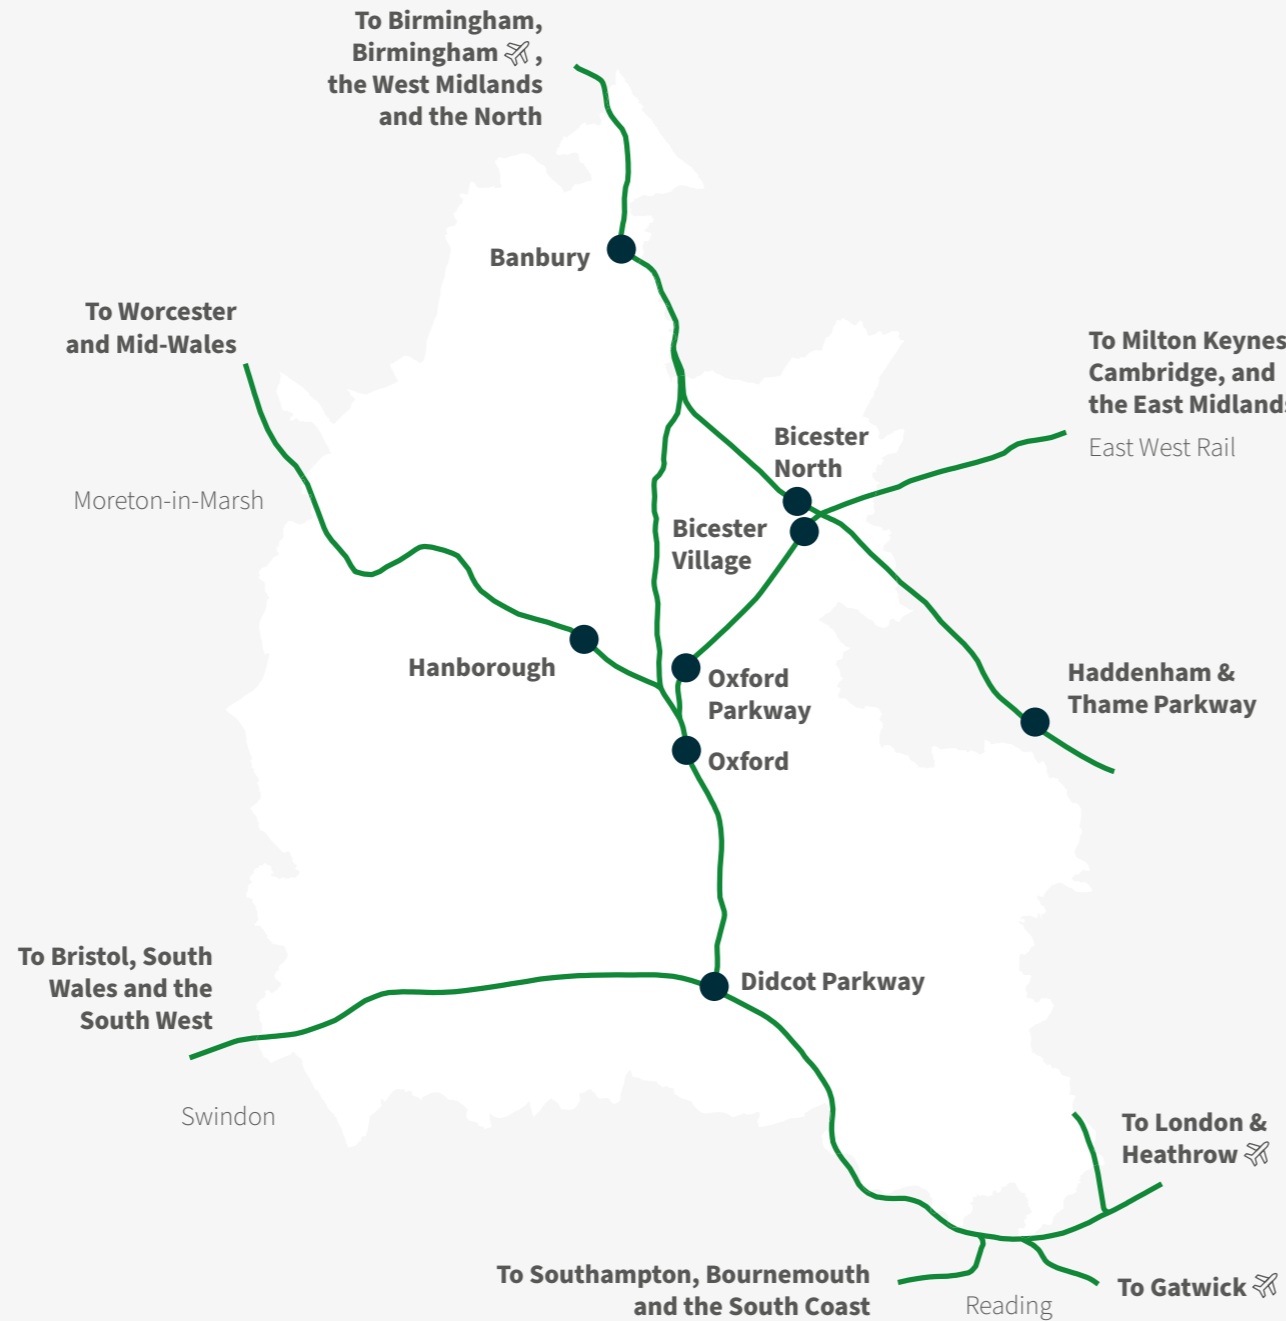 To Birmingham,
Birmingham ,
the West Midlands
and the North
Banbury
To Worcester
and Mid-Wales
To Milton Keynes
Cambridge, and
the East Midlands
East West Rail
Bicester
North
Moreton-in-Marsh
Bicester
Village
Hanborough
Oxford
Parkway
Haddenham &
Thame Parkway
Oxford
To Bristol, South
Wales and the
South West
Didcot Parkway
Swindon
To London &
Heathrow
To Southampton, Bournemouth
and the South Coast
Reading
To Gatwick